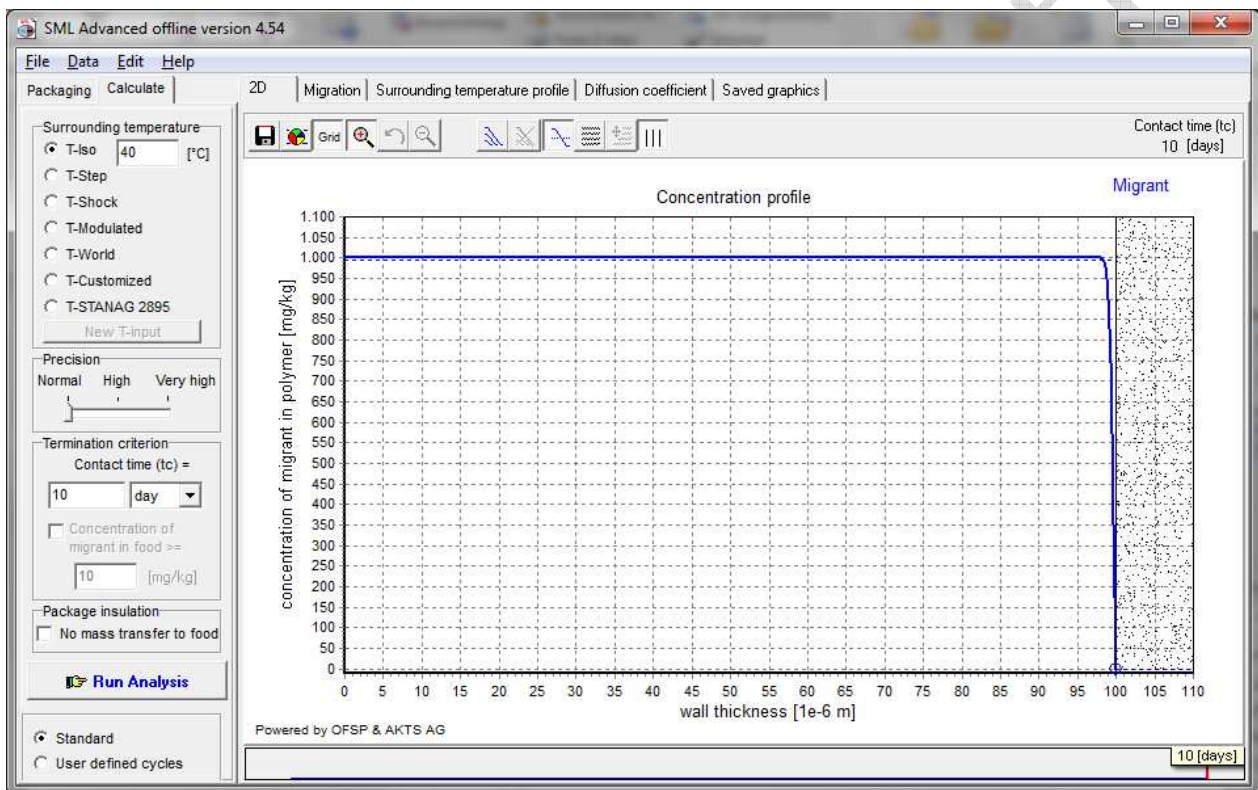 SML Advanced offline version 4.54
File Data Edit Help
Packaging Calculate
2D Migration Surrounding temperature profile Diffusion coefficient Saved graphics
Surrounding temperature
T-Iso 40 [°C]
T-Step
T-Shock
T-Modulated
T-World
T-Customized
T-STANAG 2895
New T-input
Precision
Normal High Very high
Termination criterion
Contact time (tc) =
10 day
Concentration of
migrant in food >=
10 [mg/kg]
Package insulation
No mass transfer to food
Run Analysis
Standard
User defined cycles
Grid
Contact time (tc)
10 [days]
Migrant
Concentration profile
concentration of migrant in polymer [mg/kg]
1.100
1.050
1.000
950
900
850
800
750
700
650
600
550
500
450
400
350
300
250
200
150
100
50
0
0 5 10 15 20 25 30 35 40 45 50 55 60 65 70 75 80 85 90 95 100 105 110
wall thickness [1e-6 m]
Powered by OFSP & AKTS AG
10 [days]